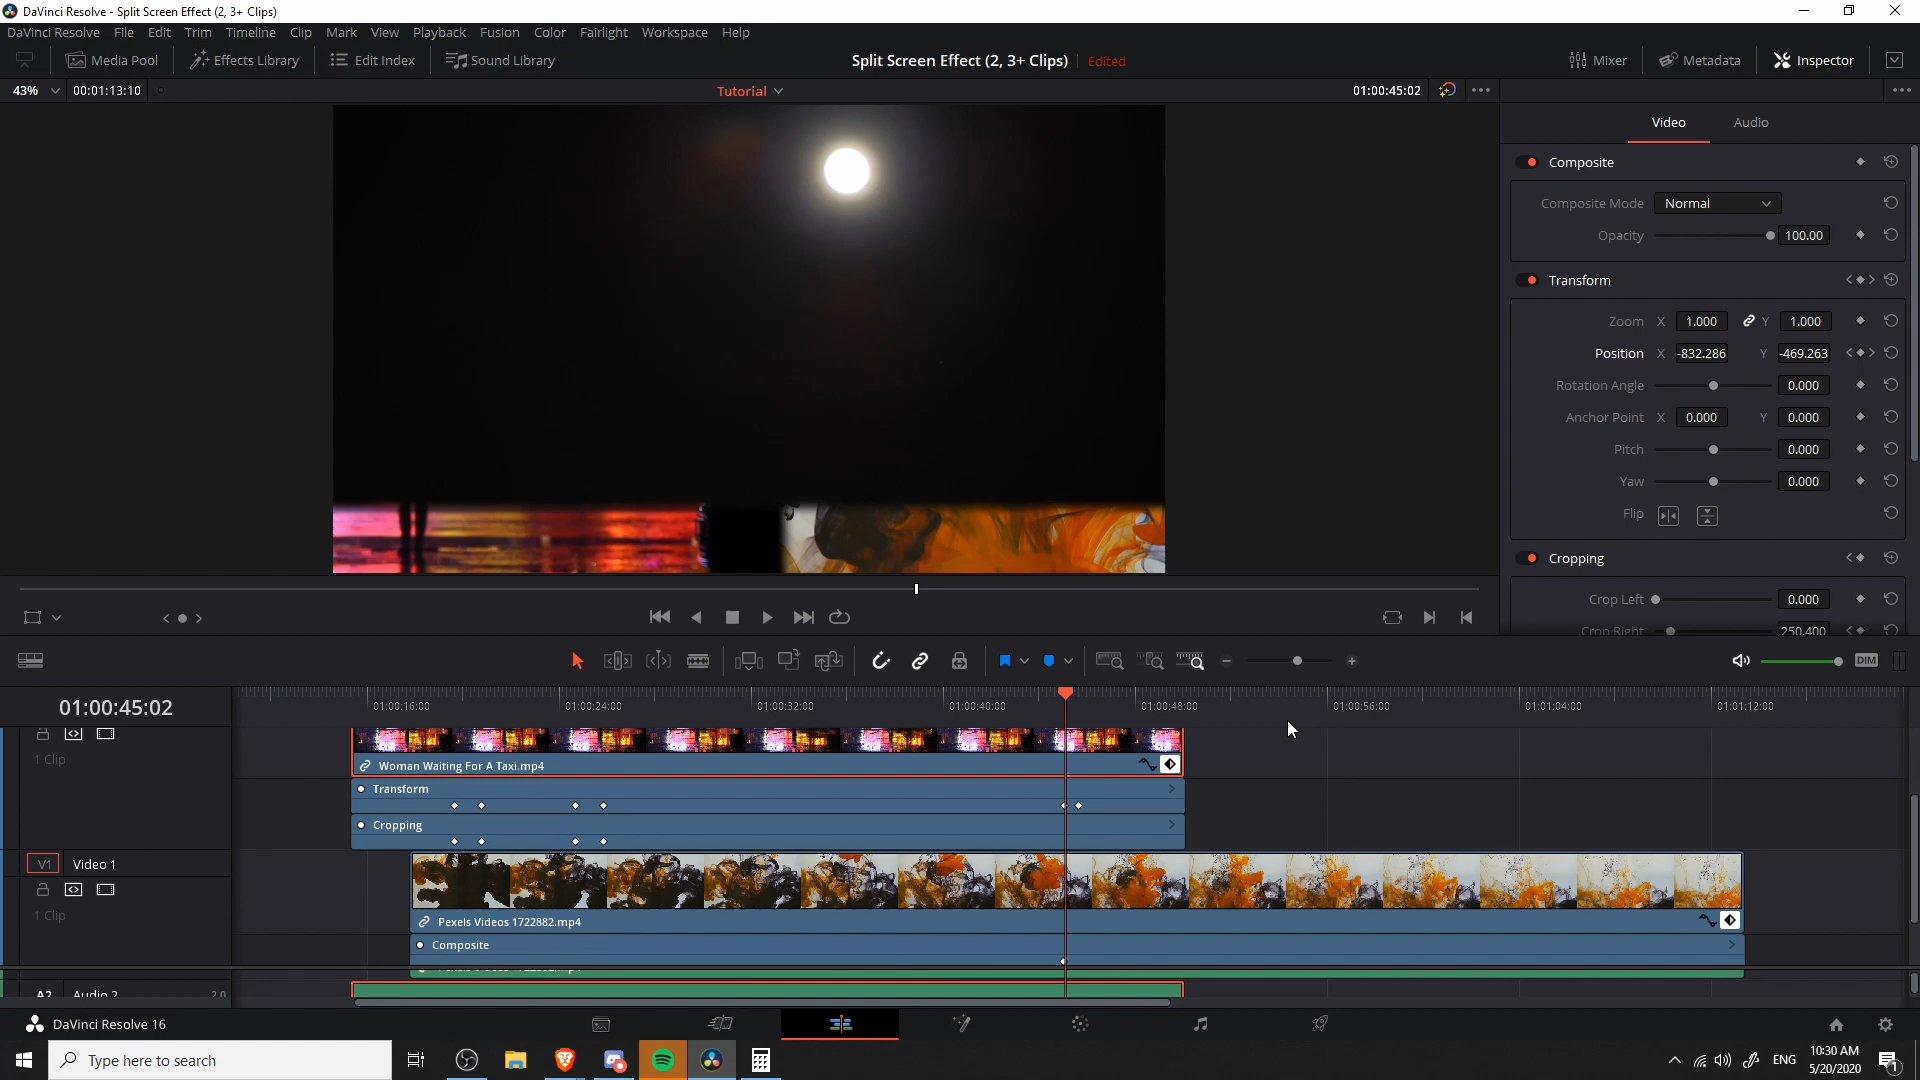 DaVinci Resolve - Split Screen Effect (2, 3+ Clips)
DaVinci Resolve File Edit Trim Timeline Clip Mark View Playback Fusion Color Fairlight Workspace Help
Media Pool Effects Library Edit Index Sound Library Split Screen Effect (2, 3+ Clips) Edited Mixer Metadata Inspector
43% 00:01:13:10 Tutorial 01:00:45:02
Video Audio
Composite
Composite Mode Normal
Opacity 100.00
Transform
Zoom X 1.000 Y 1.000
Position X -832.286 Y -469.263
Rotation Angle 0.000
Anchor Point X 0.000 Y 0.000
Pitch 0.000
Yaw 0.000
Flip
Cropping
Crop Left 0.000
Crop Right 250.400
DIM
01:00:45:02 01:00:16:00 01:00:24:00 01:00:32:00 01:00:40:00 01:00:48:00 01:00:56:00 01:01:04:00 01:01:12:00
1 Clip
Woman Waiting For A Taxi.mp4
Transform
Cropping
V1 Video 1
1 Clip
Pexels Videos 1722882.mp4
Composite
Pexels Videos 1722882.mp4
A2 Audio 2 2.0
DaVinci Resolve 16
Type here to search
ENG
10:30 AM
5/20/2020
1